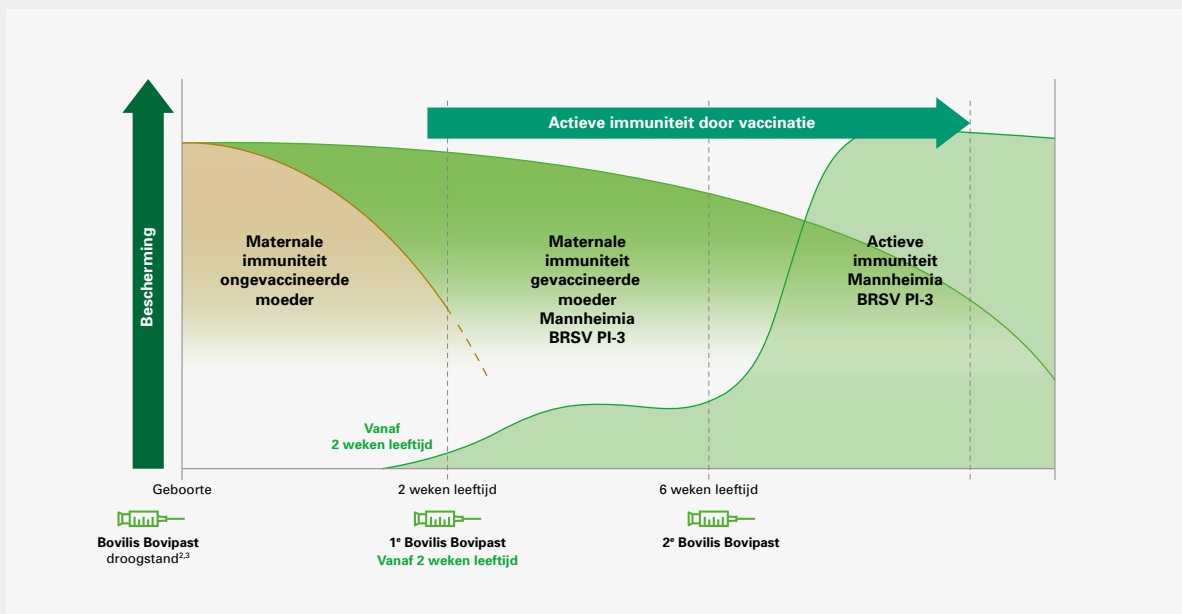 Actieve immuniteit door vaccinatie
Bescherming
Maternale
immuniteit
ongevaccineerde
moeder
Maternale
immuniteit
gevaccineerde
moeder
Mannheimia
BRSV PI-3
Actieve
immuniteit
Mannheimia
BRSV PI-3
Vanaf
2 weken leeftijd
Geboorte
2 weken leeftijd
6 weken leeftijd
Bovilis Bovipast
droogstand²,³
1ᵉ Bovilis Bovipast
Vanaf 2 weken leeftijd
2ᵉ Bovilis Bovipast